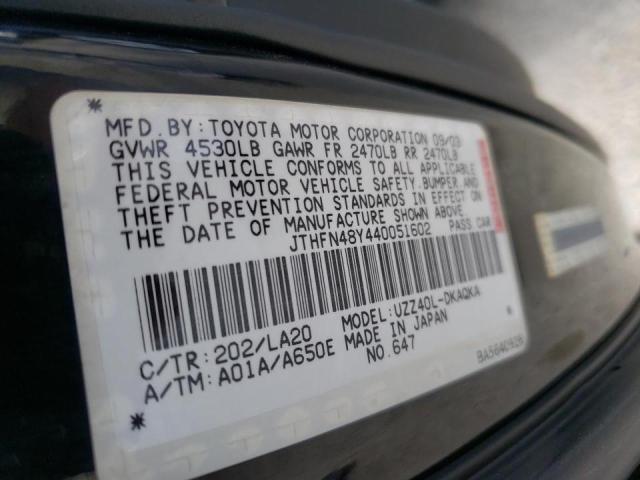 MFD. BY: TOYOTA MOTOR CORPORATION 09/03
GVWR 4530LB GAWR FR 2470LB RR 2470LB
THIS VEHICLE CONFORMS TO ALL APPLICABLE
FEDERAL MOTOR VEHICLE SAFETY, BUMPER, AND
THEFT PREVENTION STANDARDS IN EFFECT ON
THE DATE OF MANUFACTURE SHOWN ABOVE.
JTHFN48Y440051602 PASS CAR
C/TR: 202/LA20 MODEL: UZZ40L-DKAQKA
A/TM: A01A/A650E MADE IN JAPAN
NO. 647